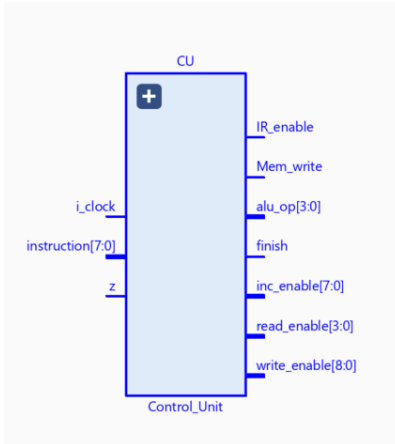 CU
IR_enable
Mem_write
i_clock
alu_op[3:0]
instruction[7:0]
finish
z
inc_enable[7:0]
read_enable[3:0]
write_enable[8:0]
Control_Unit